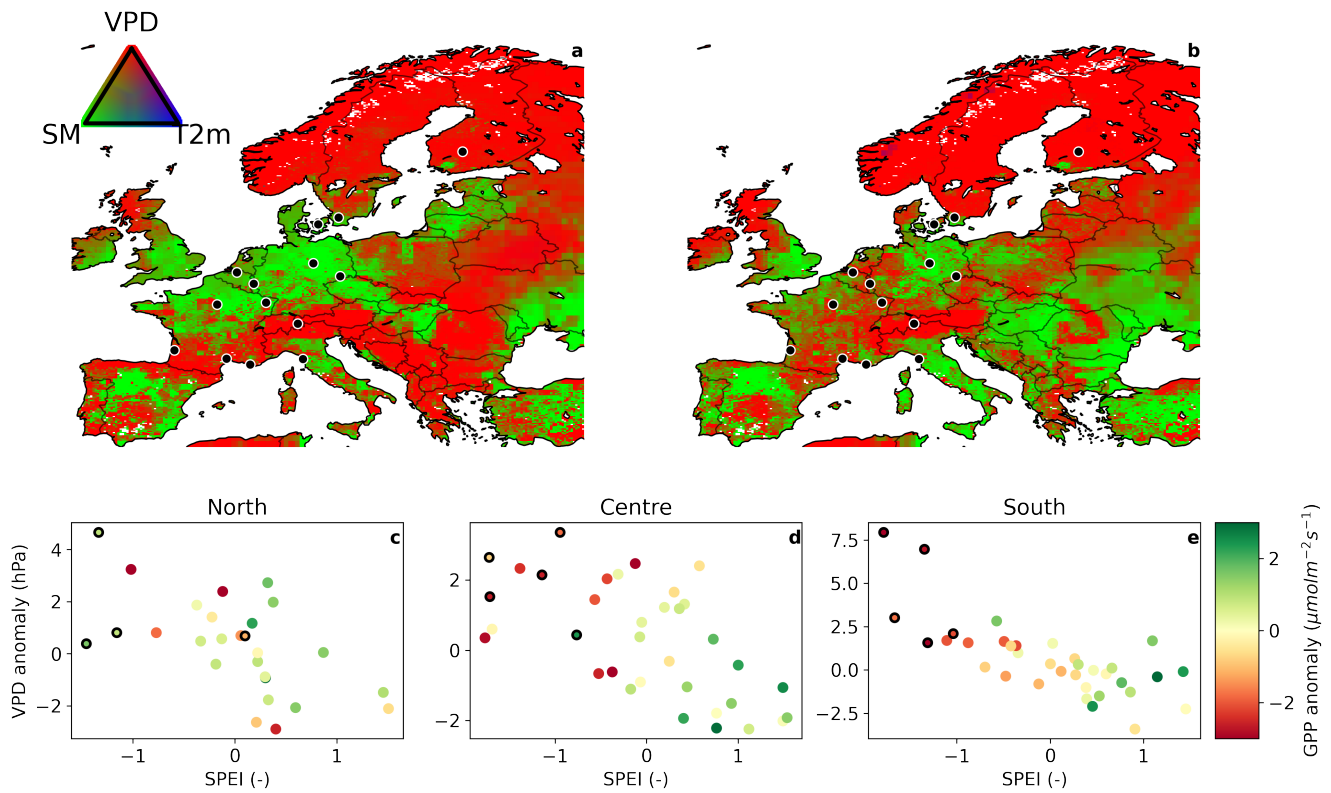 VPD
SM
T2m
a
b
North
Centre
South
c
d
e
4
2
0
−2
−1
0
1
SPEI (-)
VPD anomaly (hPa)
2
0
−2
−1
0
1
SPEI (-)
7.5
5.0
2.5
0.0
−2.5
−1
0
1
SPEI (-)
2
0
−2
GPP anomaly (μmolm⁻²s⁻¹)